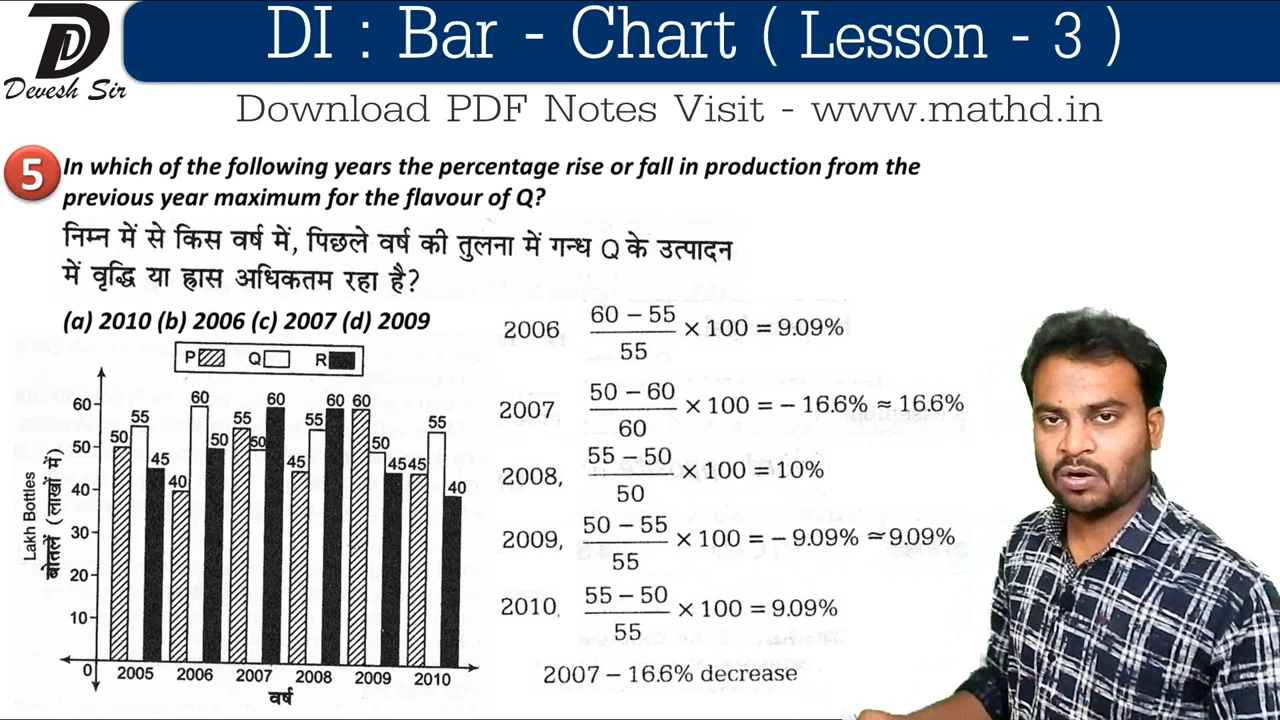 DI : Bar - Chart ( Lesson - 3 )
Devesh Sir
Download PDF Notes Visit - www.mathd.in
5 In which of the following years the percentage rise or fall in production from the
previous year maximum for the flavour of Q?
निम्न में से किस वर्ष में, पिछले वर्ष की तुलना में गन्ध Q के उत्पादन
में वृद्धि या ह्रास अधिकतम रहा है?
(a) 2010 (b) 2006 (c) 2007 (d) 2009
P Q R
60
50
40
30
20
10
0
Lakh Bottles
बोतलें (लाखों में)
50 55 45
40 60 50
55 50 60
45 55 60
60 50 45
45 55 40
2005 2006 2007 2008 2009 2010
वर्ष
2006 60 – 55 / 55 × 100 = 9.09%
2007 50 – 60 / 60 × 100 = – 16.6% ≈ 16.6%
2008, 55 – 50 / 50 × 100 = 10%
2009, 50 – 55 / 55 × 100 = – 9.09% ≈ 9.09%
2010, 55 – 50 / 55 × 100 = 9.09%
2007 – 16.6% decrease